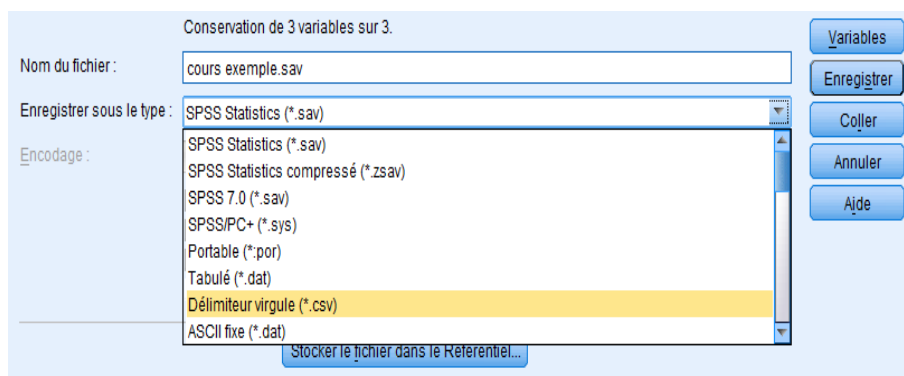 Conservation de 3 variables sur 3.
Variables
Nom du fichier :
cours exemple.sav
Enregistrer
Enregistrer sous le type :
SPSS Statistics (*.sav)
Coller
Encodage :
SPSS Statistics (*.sav)
SPSS Statistics compressé (*.zsav)
SPSS 7.0 (*.sav)
SPSS/PC+ (*.sys)
Portable (*:por)
Tabulé (*.dat)
Délimiteur virgule (*.csv)
ASCII fixe (*.dat)
Annuler
Aide
Stocker le fichier dans le Référentiel...